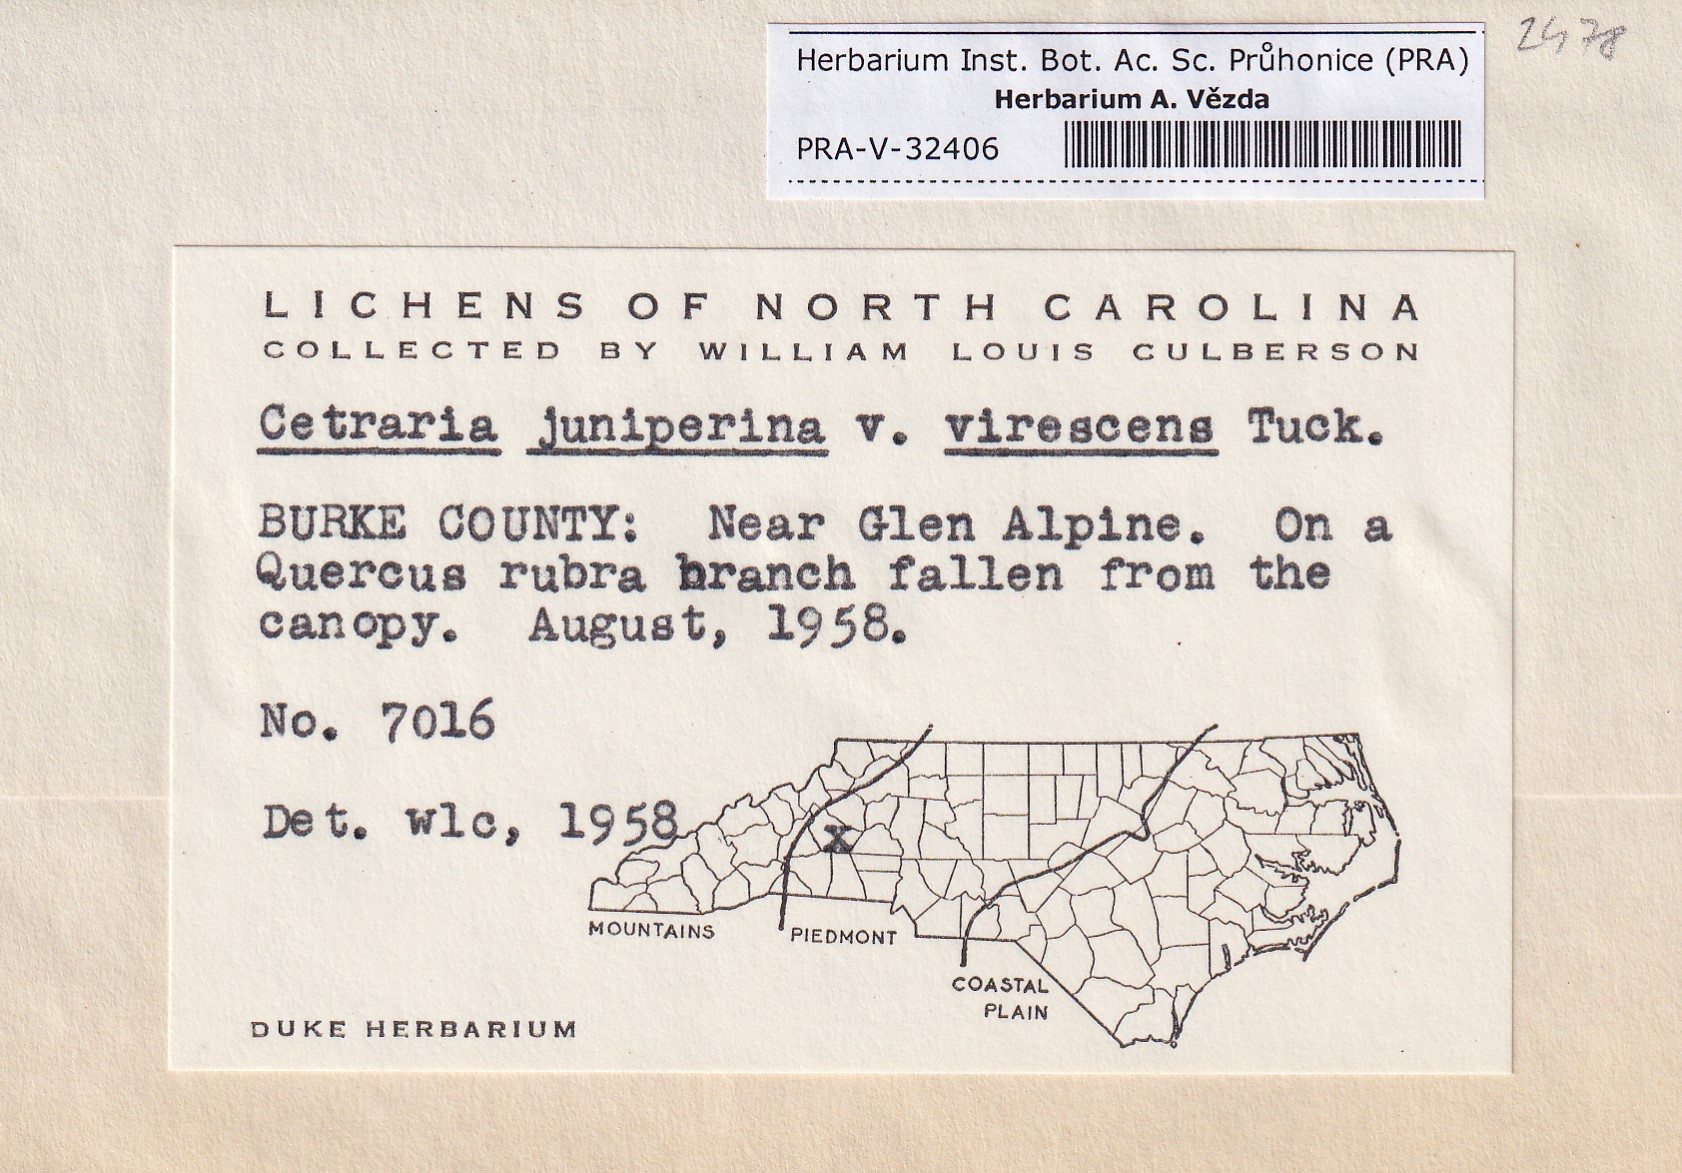 2478
Herbarium Inst. Bot. Ac. Sc. Průhonice (PRA)
Herbarium A. Vězda
PRA-V-32406
LICHENS OF NORTH CAROLINA
COLLECTED BY WILLIAM LOUIS CULBERSON
Cetraria juniperina v. virescens Tuck.
BURKE COUNTY: Near Glen Alpine. On a
Quercus rubra branch fallen from the
canopy. August, 1958.
No. 7016
Det. wlc, 1958
X
MOUNTAINS
PIEDMONT
COASTAL
PLAIN
DUKE HERBARIUM